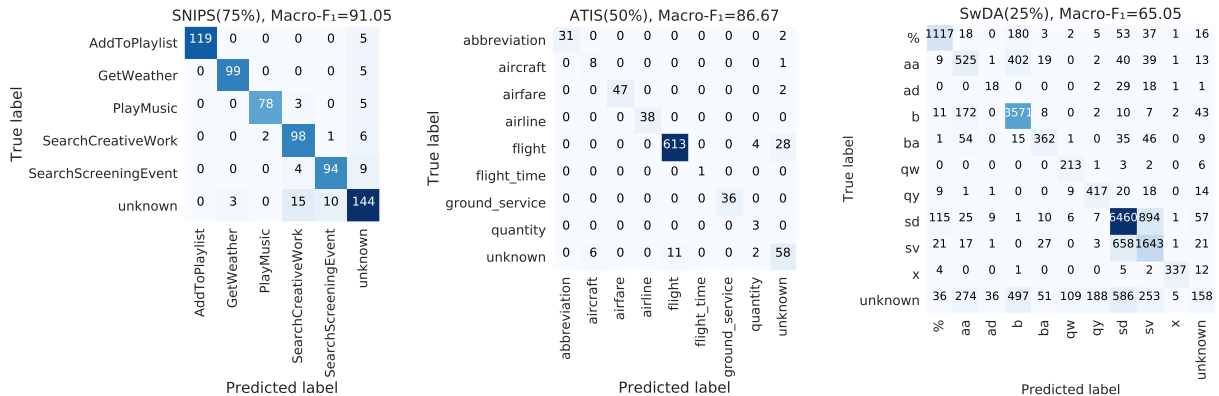 SNIPS(75%), Macro-F₁=91.05
AddToPlaylist 119 0 0 0 0 5
GetWeather 0 99 0 0 0 5
PlayMusic 0 0 78 3 0 5
SearchCreativeWork 0 0 2 98 1 6
SearchScreeningEvent 0 0 0 4 94 9
unknown 0 3 0 15 10 144
True label
AddToPlaylist GetWeather PlayMusic SearchCreativeWork SearchScreeningEvent unknown
Predicted label
ATIS(50%), Macro-F₁=86.67
abbreviation 31 0 0 0 0 0 0 0 2
aircraft 0 8 0 0 0 0 0 0 1
airfare 0 0 47 0 0 0 0 0 2
airline 0 0 0 38 0 0 0 0 0
flight 0 0 0 0 613 0 0 4 28
flight_time 0 0 0 0 0 1 0 0 0
ground_service 0 0 0 0 0 0 36 0 0
quantity 0 0 0 0 0 0 0 3 0
unknown 0 6 0 0 11 0 0 2 58
True label
abbreviation aircraft airfare airline flight flight_time ground_service quantity unknown
Predicted label
SwDA(25%), Macro-F₁=65.05
% 1117 18 0 180 3 2 5 53 37 1 16
aa 9 525 1 402 19 0 2 40 39 1 13
ad 0 0 18 0 0 0 2 29 18 1 1
b 11 172 0 3571 8 0 2 10 7 2 43
ba 1 54 0 15 362 1 0 35 46 0 9
qw 0 0 0 0 0 213 1 3 2 0 6
qy 9 1 1 0 0 9 417 20 18 0 14
sd 115 25 9 1 10 6 7 6460 894 1 57
sv 21 17 1 0 27 0 3 658 1643 1 21
x 4 0 0 1 0 0 0 5 2 337 12
unknown 36 274 36 497 51 109 188 586 253 5 158
True label
% aa ad b ba qw qy sd sv x unknown
Predicted label